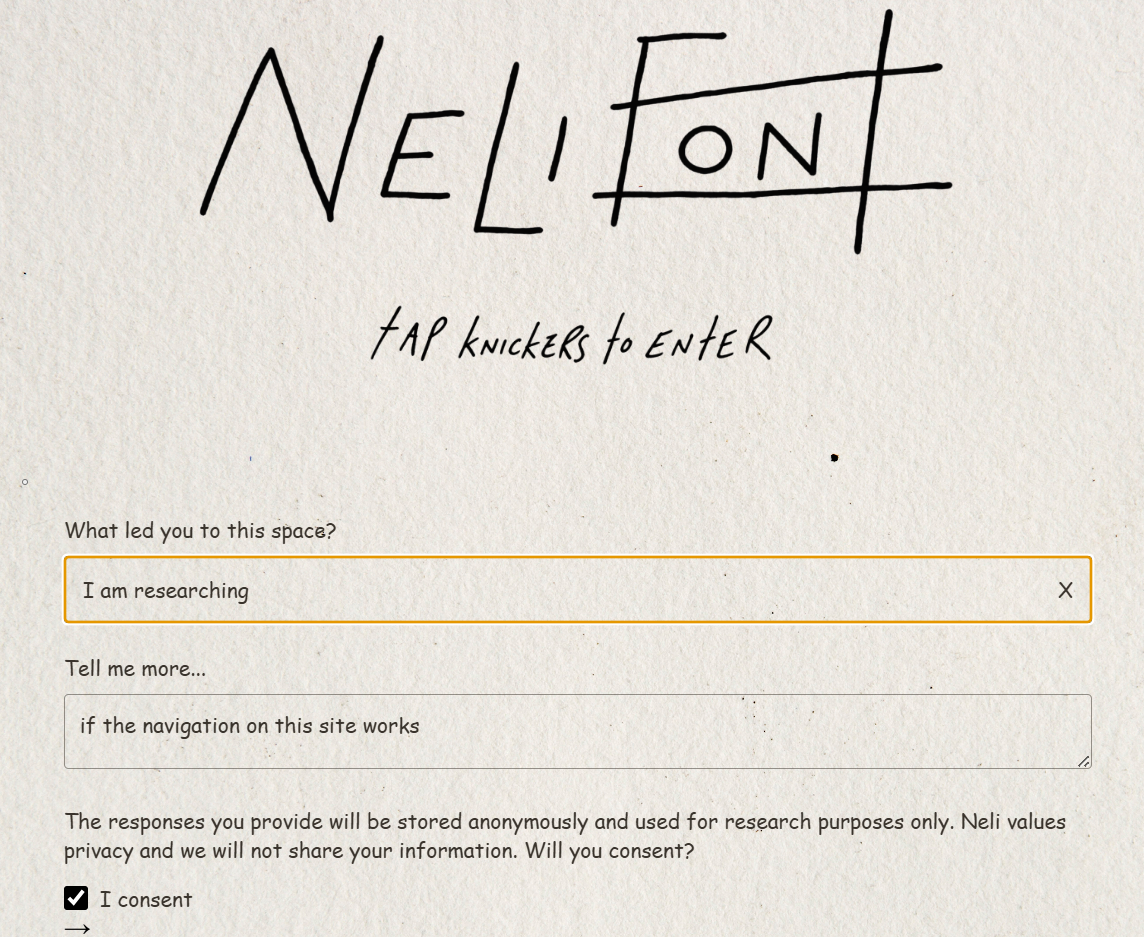 NELI FONT
tAP KNICKERS to ENtER
What led you to this space?
I am researching X
Tell me more...
if the navigation on this site works
The responses you provide will be stored anonymously and used for research purposes only. Neli values
privacy and we will not share your information. Will you consent?
I consent
→